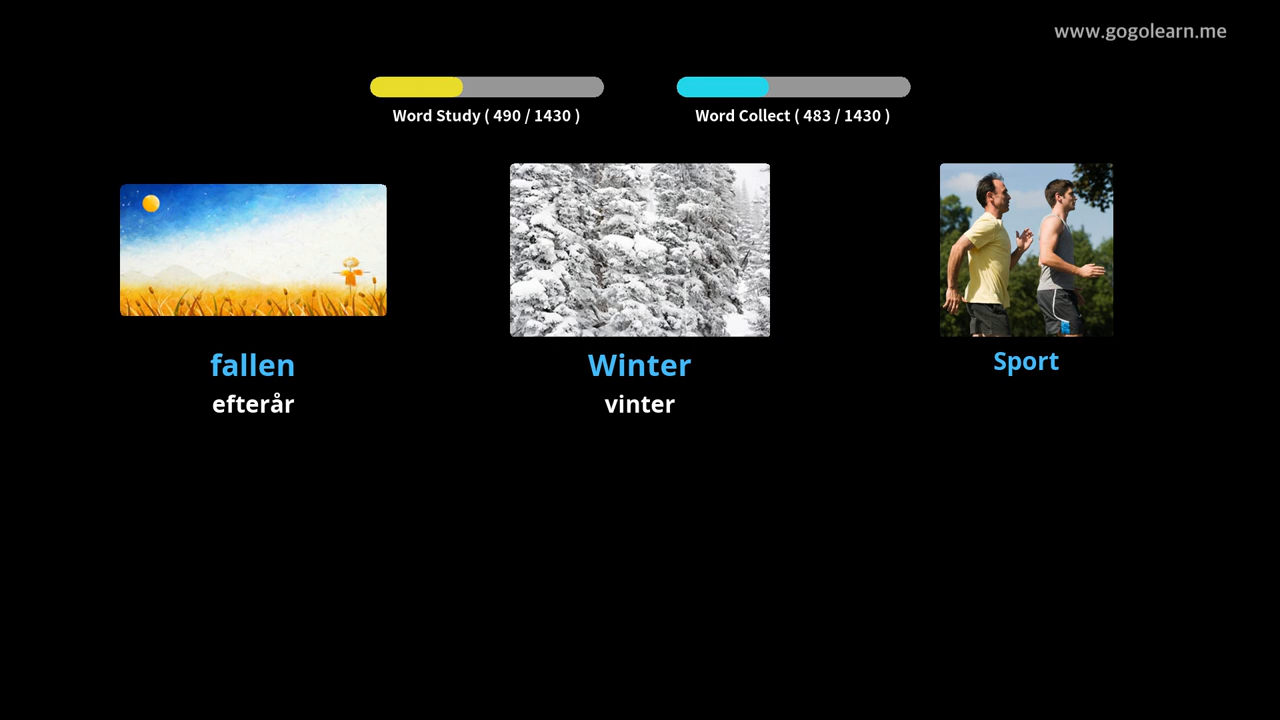 www.gogolearn.me
Word Study ( 490 / 1430 )
Word Collect ( 483 / 1430 )
fallen
efterår
Winter
vinter
Sport